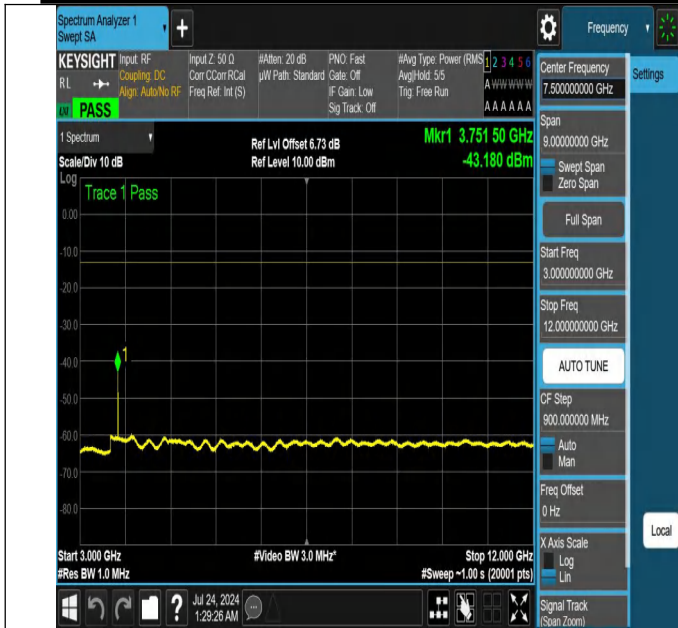 Spectrum Analyzer 1
Swept SA
+
Frequency
KEYSIGHT
Input: RF
Coupling: DC
Align: Auto/No RF
Input Z: 50 Ω
Corr CCorr RCal
Freq Ref: Int (S)
#Atten: 20 dB
µW Path: Standard
PNO: Fast
Gate: Off
IF Gain: Low
Sig Track: Off
#Avg Type: Power (RMS
Avg|Hold: 5/5
Trig: Free Run
1 2 3 4 5 6
A W W W W W
A A A A A A
RL
LXI
PASS
1 Spectrum
Scale/Div 10 dB
Ref Lvl Offset 6.73 dB
Ref Level 10.00 dBm
Mkr1 3.751 50 GHz
-43.180 dBm
Log
Trace 1 Pass
0.00
-10.0
-20.0
-30.0
-40.0
-50.0
-60.0
-70.0
-80.0
1
Start 3.000 GHz
#Res BW 1.0 MHz
#Video BW 3.0 MHz*
Stop 12.000 GHz
#Sweep ~1.00 s (20001 pts)
?
Jul 24, 2024
1:29:26 AM
Center Frequency
7.500000000 GHz
Settings
Span
9.00000000 GHz
Swept Span
Zero Span
Full Span
Start Freq
3.000000000 GHz
Stop Freq
12.000000000 GHz
AUTO TUNE
CF Step
900.000000 MHz
Auto
Man
Freq Offset
0 Hz
X Axis Scale
Log
Lin
Local
Signal Track
(Span Zoom)